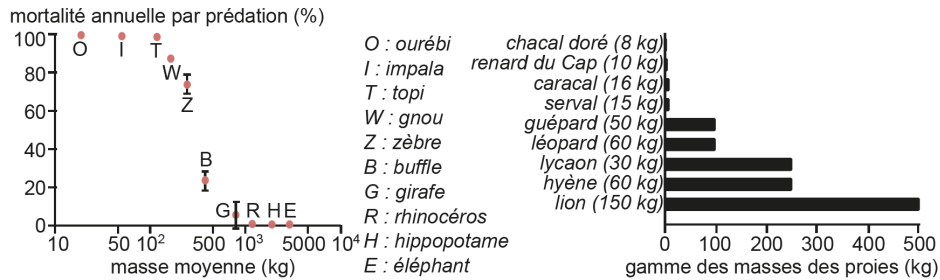 mortalité annuelle par prédation (%)
100
80
60
40
20
0
O
I
T
W
Z
B
G
R
H
E
10
50
10²
500
10³
5000
10⁴
masse moyenne (kg)
O : ourébi
I : impala
T : topi
W : gnou
Z : zèbre
B : buffle
G : girafe
R : rhinocéros
H : hippopotame
E : éléphant
chacal doré (8 kg)
renard du Cap (10 kg)
caracal (16 kg)
serval (15 kg)
guépard (50 kg)
léopard (60 kg)
lycaon (30 kg)
hyène (60 kg)
lion (150 kg)
0 100 200 300 400 500
gamme des masses des proies (kg)